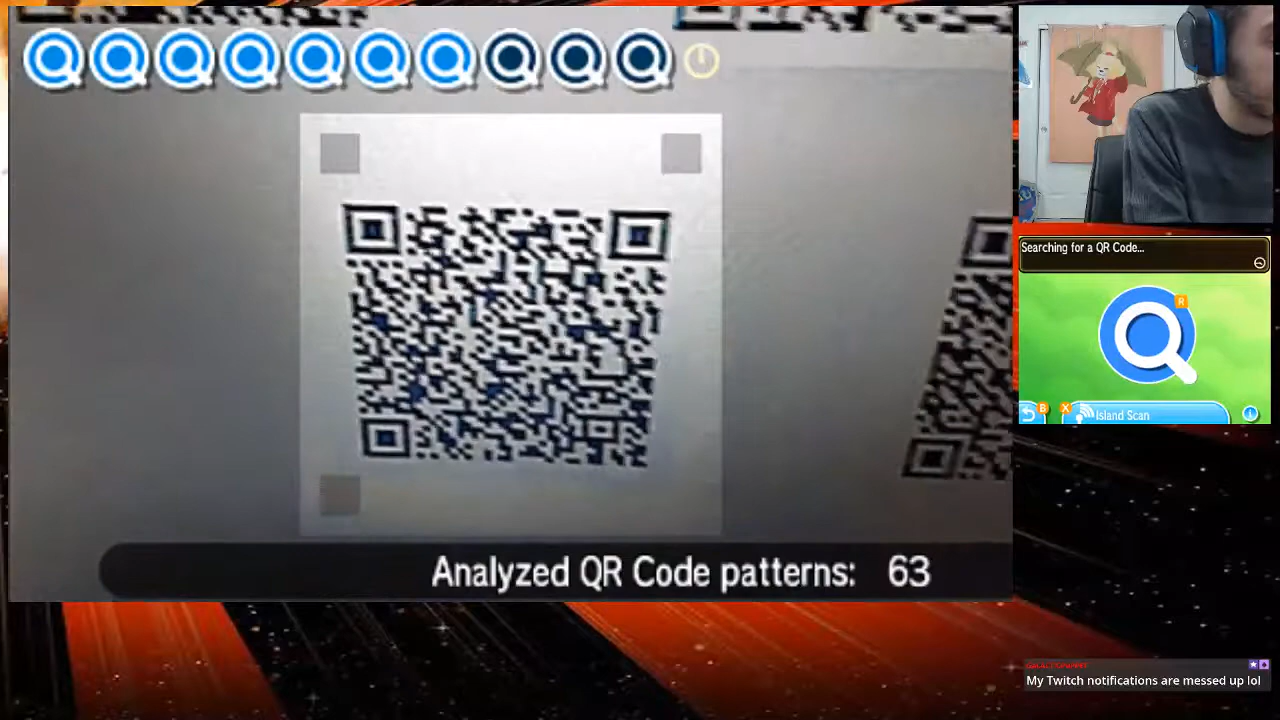 Analyzed QR Code patterns: 63
Searching for a QR Code...
R
B
X
Island Scan
My Twitch notifications are messed up lol